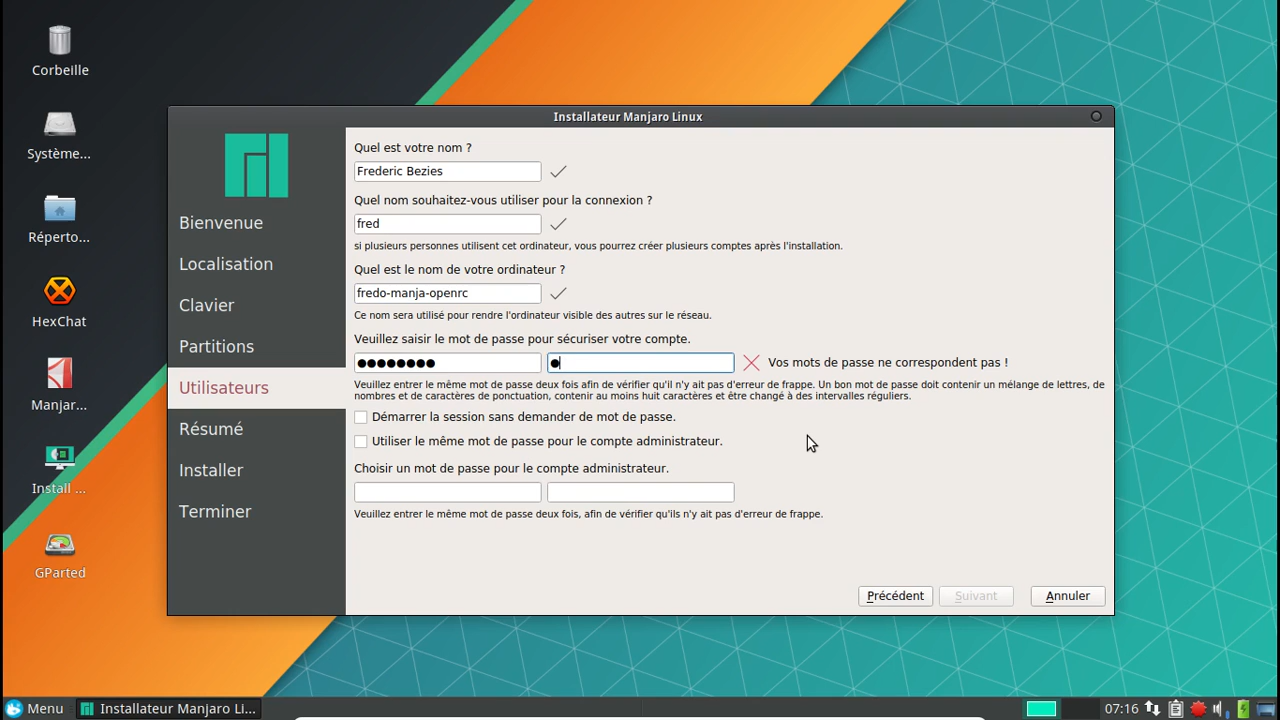 Corbeille
Système...
Réperto...
HexChat
Manjar...
Install ...
GParted
Installateur Manjaro Linux
Bienvenue
Localisation
Clavier
Partitions
Utilisateurs
Résumé
Installer
Terminer
Quel est votre nom ?
Frederic Bezies
Quel nom souhaitez-vous utiliser pour la connexion ?
fred
si plusieurs personnes utilisent cet ordinateur, vous pourrez créer plusieurs comptes après l'installation.
Quel est le nom de votre ordinateur ?
fredo-manja-openrc
Ce nom sera utilisé pour rendre l'ordinateur visible des autres sur le réseau.
Veuillez saisir le mot de passe pour sécuriser votre compte.
●●●●●●●● ● Vos mots de passe ne correspondent pas !
Veuillez entrer le même mot de passe deux fois afin de vérifier qu'il n'y ait pas d'erreur de frappe. Un bon mot de passe doit contenir un mélange de lettres, de
nombres et de caractères de ponctuation, contenir au moins huit caractères et être changé à des intervalles réguliers.
Démarrer la session sans demander de mot de passe.
Utiliser le même mot de passe pour le compte administrateur.
Choisir un mot de passe pour le compte administrateur.
Veuillez entrer le même mot de passe deux fois, afin de vérifier qu'ils n'y ait pas d'erreur de frappe.
Précédent Suivant Annuler
Menu Installateur Manjaro Li... 07:16